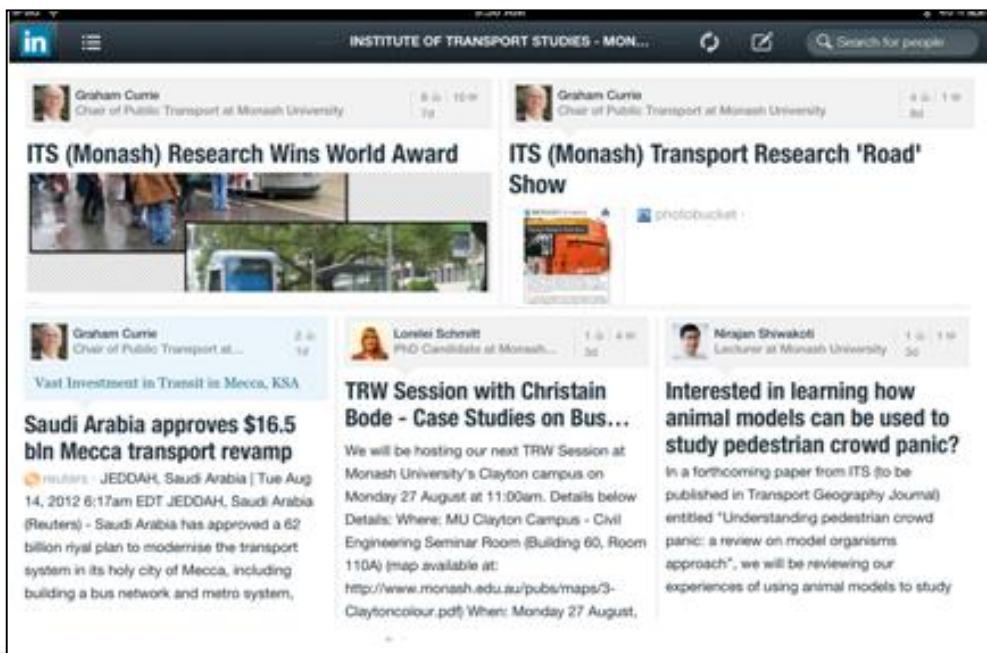 in
INSTITUTE OF TRANSPORT STUDIES - MON...
Search for people
Graham Currie
Chair of Public Transport at Monash University
7d
ITS (Monash) Research Wins World Award
Graham Currie
Chair of Public Transport at Monash University
ITS (Monash) Transport Research 'Road'
Show
photobucket -
Graham Currie
Chair of Public Transport at...
1d
Vast Investment in Transit in Mecca, KSA
Saudi Arabia approves $16.5
bln Mecca transport revamp
reuters - JEDDAH, Saudi Arabia | Tue Aug
14, 2012 6:17am EDT JEDDAH, Saudi Arabia
(Reuters) - Saudi Arabia has approved a 62
billion riyal plan to modernise the transport
system in its holy city of Mecca, including
building a bus network and metro system,
Lorelei Schmitt
PhD Candidate at Monash...
3d
TRW Session with Christain
Bode - Case Studies on Bus...
We will be hosting our next TRW Session at
Monash University's Clayton campus on
Monday 27 August at 11:00am. Details below
Details: Where: MU Clayton Campus - Civil
Engineering Seminar Room (Building 60, Room
110A) (map available at:
http://www.monash.edu.au/pubs/maps/3-
Claytoncolour.pdf) When: Monday 27 August,
Nirajan Shiwakoti
Lecturer at Monash University
Interested in learning how
animal models can be used to
study pedestrian crowd panic?
In a forthcoming paper from ITS (to be
published in Transport Geography Journal)
entitled "Understanding pedestrian crowd
panic: a review on model organisms
approach", we will be reviewing our
experiences of using animal models to study